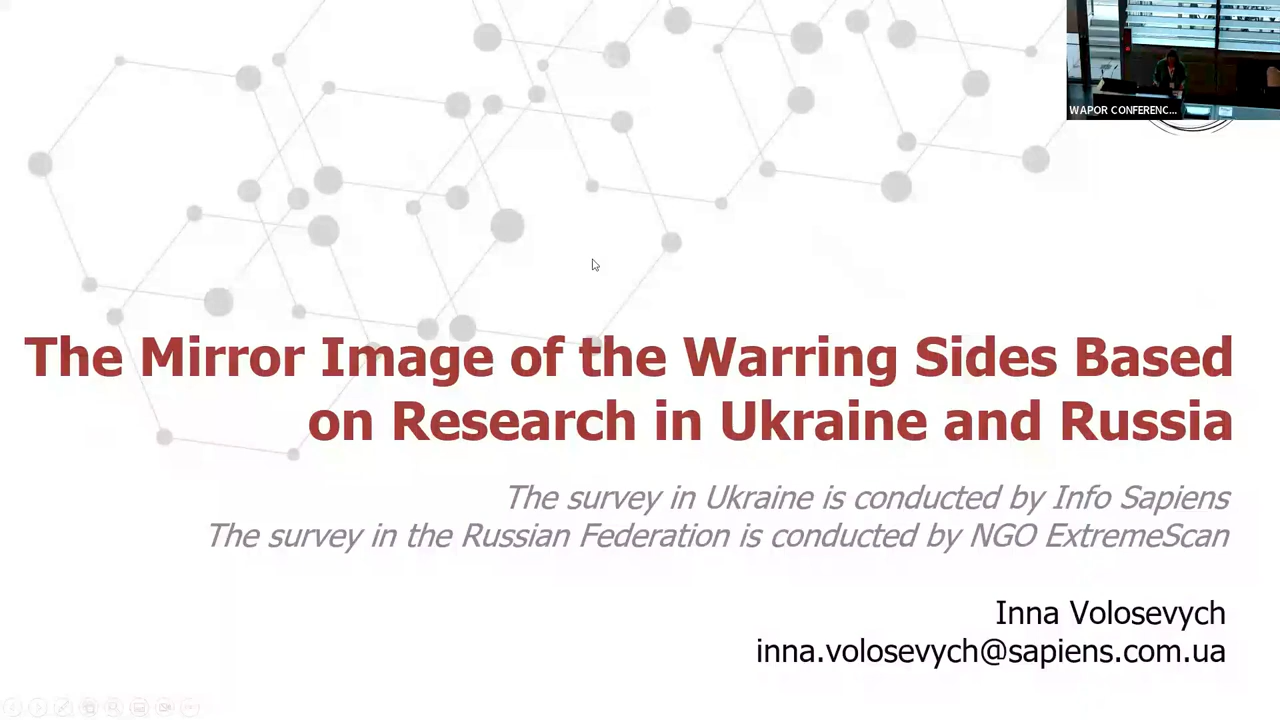 WAPOR CONFERENC...
The Mirror Image of the Warring Sides Based
on Research in Ukraine and Russia
The survey in Ukraine is conducted by Info Sapiens
The survey in the Russian Federation is conducted by NGO ExtremeScan
Inna Volosevych
inna.volosevych@sapiens.com.ua